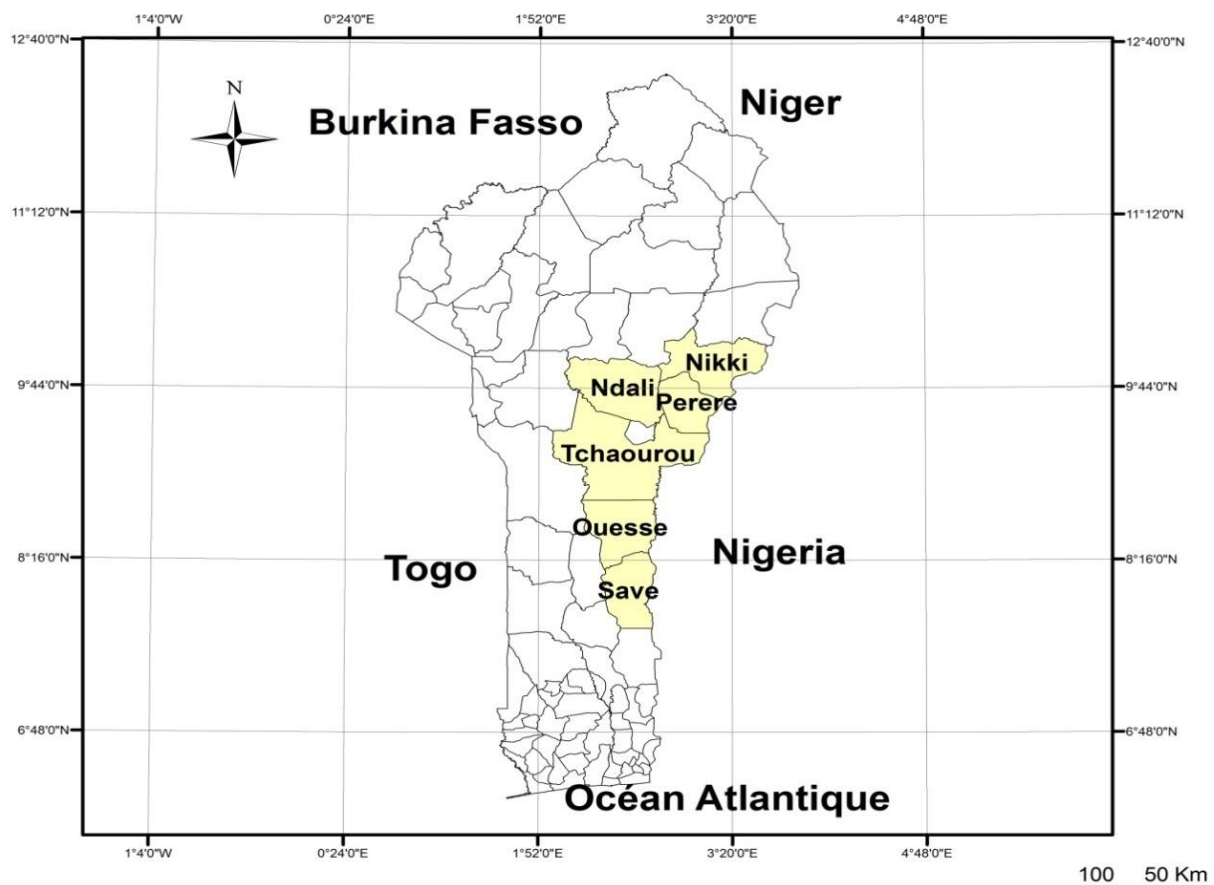 1°4'0"W 0°24'0"E 1°52'0"E 3°20'0"E 4°48'0"E
12°40'0"N 12°40'0"N
N
Niger
Burkina Fasso
11°12'0"N 11°12'0"N
Nikki
9°44'0"N Ndali 9°44'0"N
Perere
Tchaourou
Ouesse
Nigeria
8°16'0"N 8°16'0"N
Togo
Save
6°48'0"N 6°48'0"N
Océan Atlantique
1°4'0"W 0°24'0"E 1°52'0"E 3°20'0"E 4°48'0"E
100 50 Km